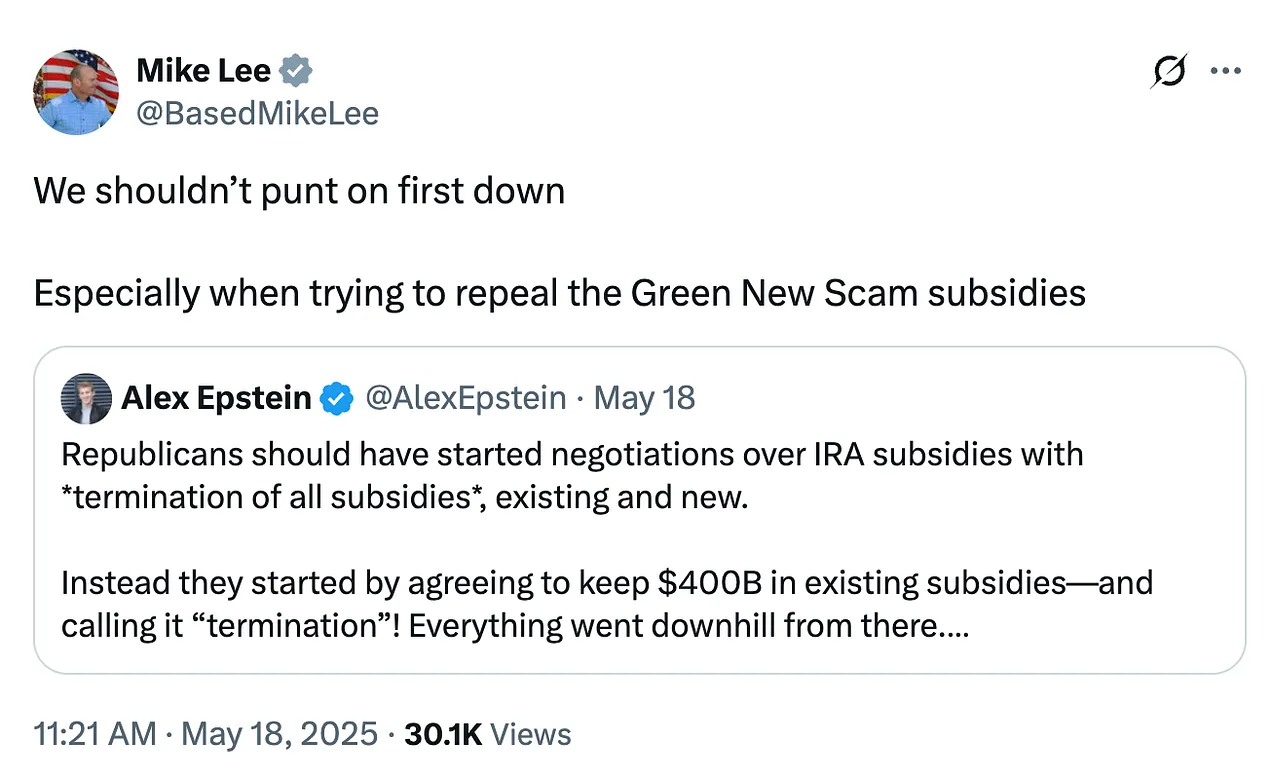 Mike Lee
@BasedMikeLee
We shouldn’t punt on first down
Especially when trying to repeal the Green New Scam subsidies
Alex Epstein @AlexEpstein · May 18
Republicans should have started negotiations over IRA subsidies with
*termination of all subsidies*, existing and new.
Instead they started by agreeing to keep $400B in existing subsidies—and
calling it “termination”! Everything went downhill from there....
11:21 AM · May 18, 2025 · 30.1K Views